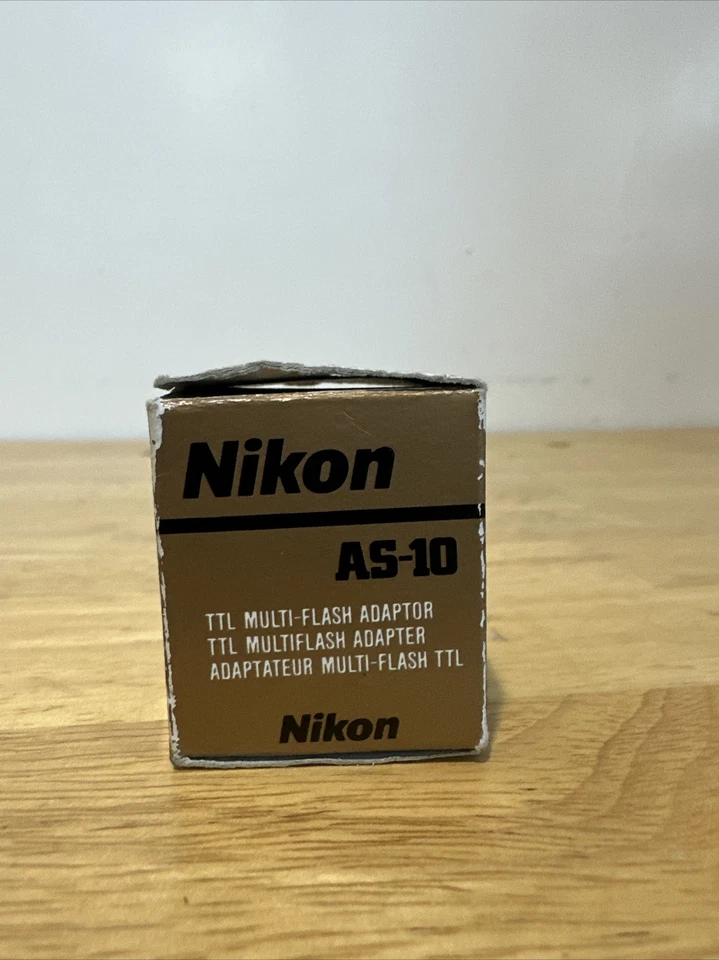 Nikon
AS-10
TTL MULTI-FLASH ADAPTOR
TTL MULTIFLASH ADAPTER
ADAPTATEUR MULTI-FLASH TTL
Nikon